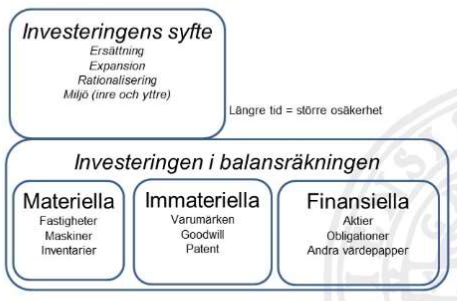 Investeringens syfte
Ersättning
Expansion
Rationalisering
Miljö (inre och yttre)
Längre tid = större osäkerhet
Investeringen i balansräkningen
Materiella
Fastigheter
Maskiner
Inventarier
Immateriella
Varumärken
Goodwill
Patent
Finansiella
Aktier
Obligationer
Andra värdepapper